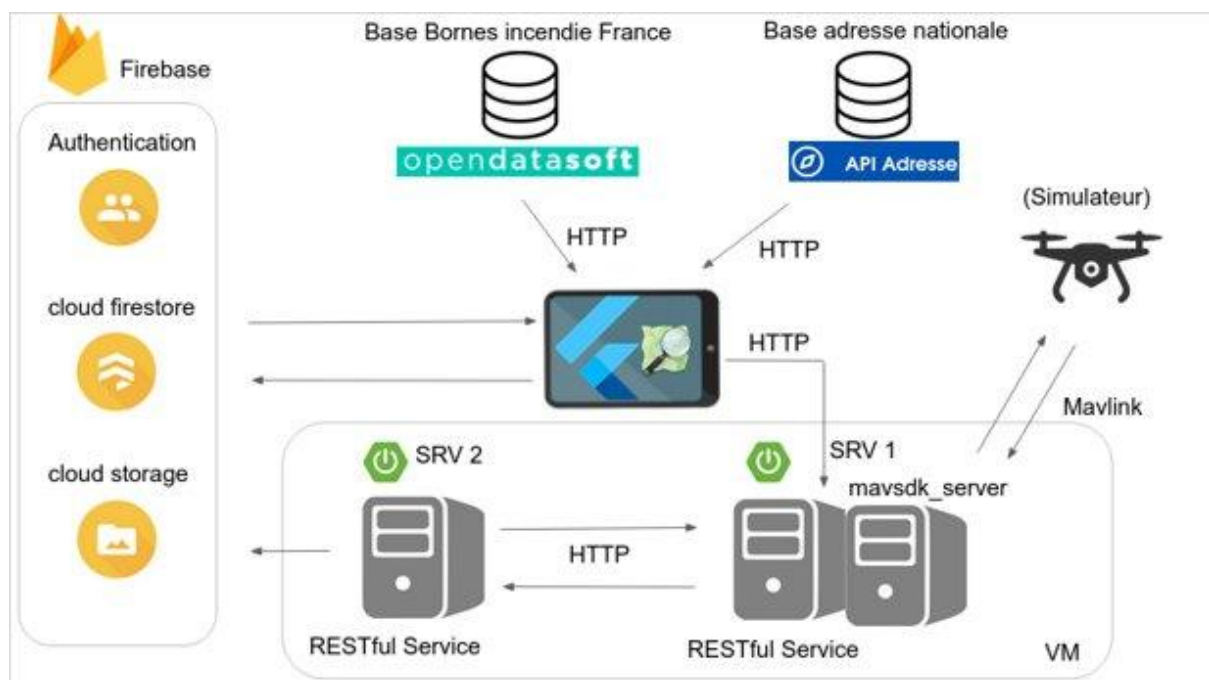 Base Bornes incendie France
Base adresse nationale
Firebase
Authentication
opendatasoft
API Adresse
(Simulateur)
HTTP
HTTP
cloud firestore
HTTP
Mavlink
SRV 2
SRV 1
cloud storage
mavsdk_server
HTTP
RESTful Service
RESTful Service
VM